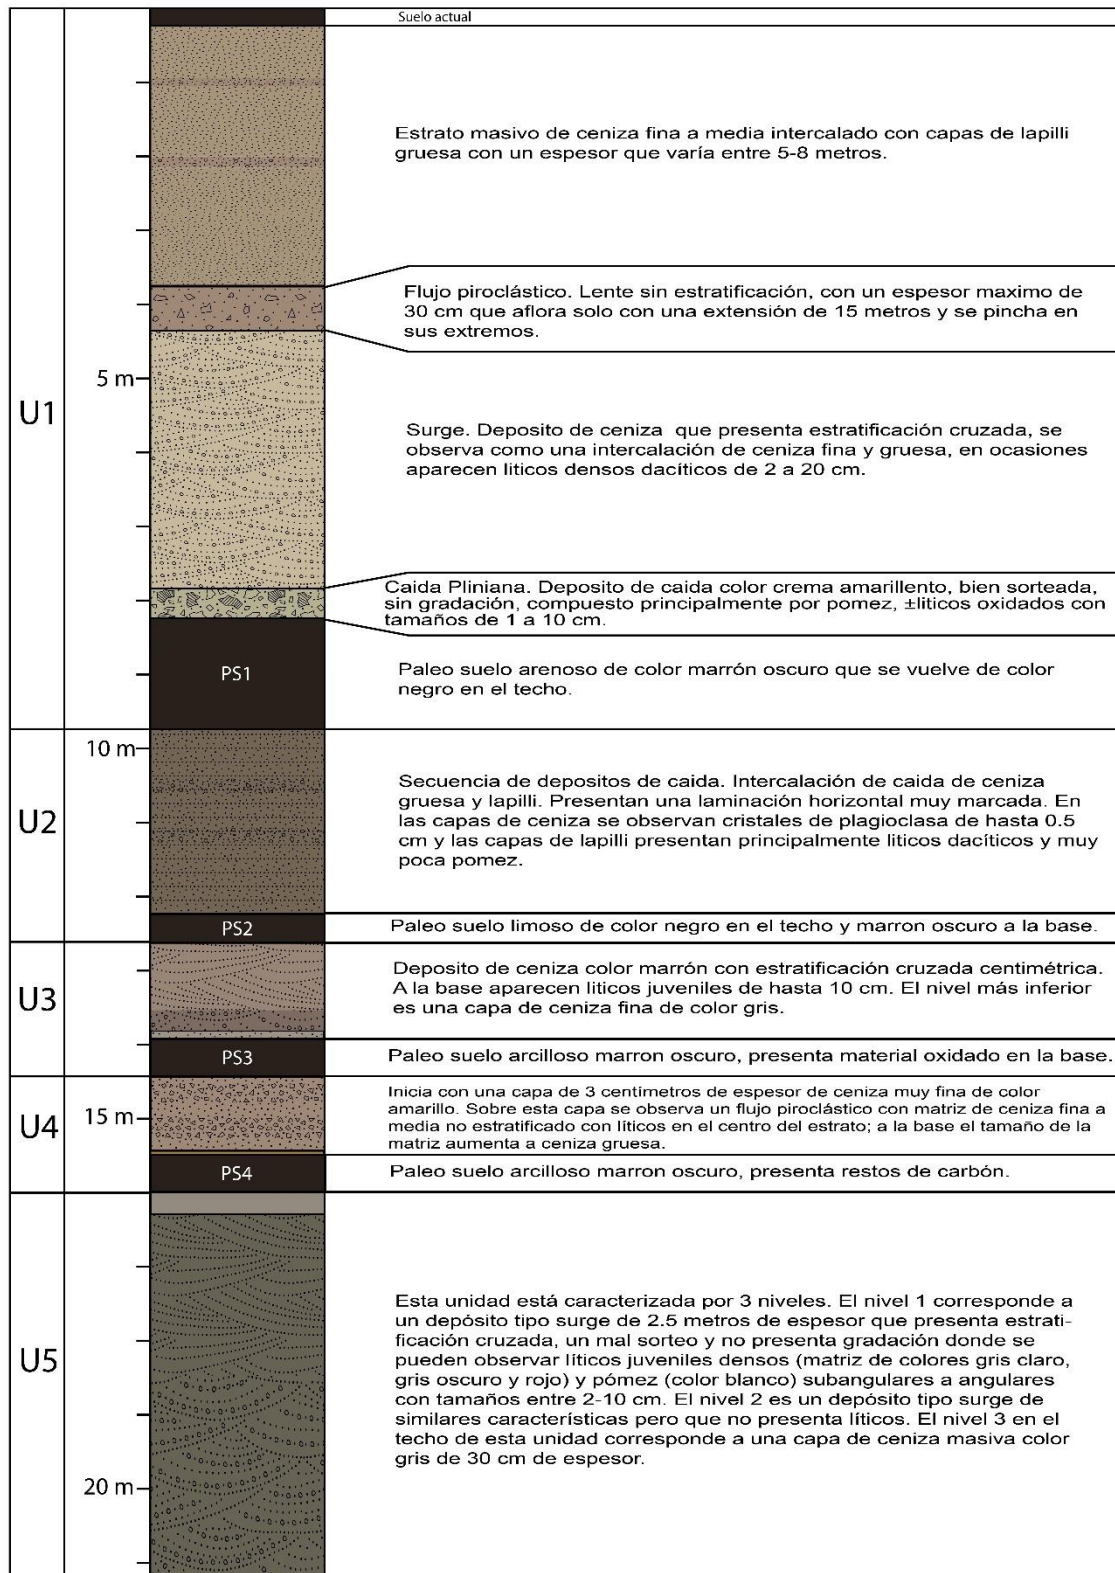 Suelo actual
Estrato masivo de ceniza fina a media intercalado con capas de lapilli
gruesa con un espesor que varía entre 5-8 metros.
Flujo piroclástico. Lente sin estratificación, con un espesor maximo de
30 cm que aflora solo con una extensión de 15 metros y se pincha en
sus extremos.
5 m
U1
Surge. Deposito de ceniza que presenta estratificación cruzada, se
observa como una intercalación de ceniza fina y gruesa, en ocasiones
aparecen liticos densos dacíticos de 2 a 20 cm.
Caida Pliniana. Deposito de caida color crema amarillento, bien sorteada,
sin gradación, compuesto principalmente por pomez, ±liticos oxidados con
tamaños de 1 a 10 cm.
PS1
Paleo suelo arenoso de color marrón oscuro que se vuelve de color
negro en el techo.
10 m
U2
Secuencia de depositos de caida. Intercalación de caida de ceniza
gruesa y lapilli. Presentan una laminación horizontal muy marcada. En
las capas de ceniza se observan cristales de plagioclasa de hasta 0.5
cm y las capas de lapilli presentan principalmente liticos dacíticos y muy
poca pomez.
PS2
Paleo suelo limoso de color negro en el techo y marron oscuro a la base.
U3
Deposito de ceniza color marrón con estratificación cruzada centimétrica.
A la base aparecen liticos juveniles de hasta 10 cm. El nivel más inferior
es una capa de ceniza fina de color gris.
PS3
Paleo suelo arcilloso marron oscuro, presenta material oxidado en la base.
U4
15 m
Inicia con una capa de 3 centímetros de espesor de ceniza muy fina de color
amarillo. Sobre esta capa se observa un flujo piroclástico con matriz de ceniza fina a
media no estratificado con líticos en el centro del estrato; a la base el tamaño de la
matriz aumenta a ceniza gruesa.
PS4
Paleo suelo arcilloso marron oscuro, presenta restos de carbón.
U5
Esta unidad está caracterizada por 3 niveles. El nivel 1 corresponde a
un depósito tipo surge de 2.5 metros de espesor que presenta estrati-
ficación cruzada, un mal sorteo y no presenta gradación donde se
pueden observar líticos juveniles densos (matriz de colores gris claro,
gris oscuro y rojo) y pómez (color blanco) subangulares a angulares
con tamaños entre 2-10 cm. El nivel 2 es un depósito tipo surge de
similares características pero que no presenta líticos. El nivel 3 en el
techo de esta unidad corresponde a una capa de ceniza masiva color
gris de 30 cm de espesor.
20 m